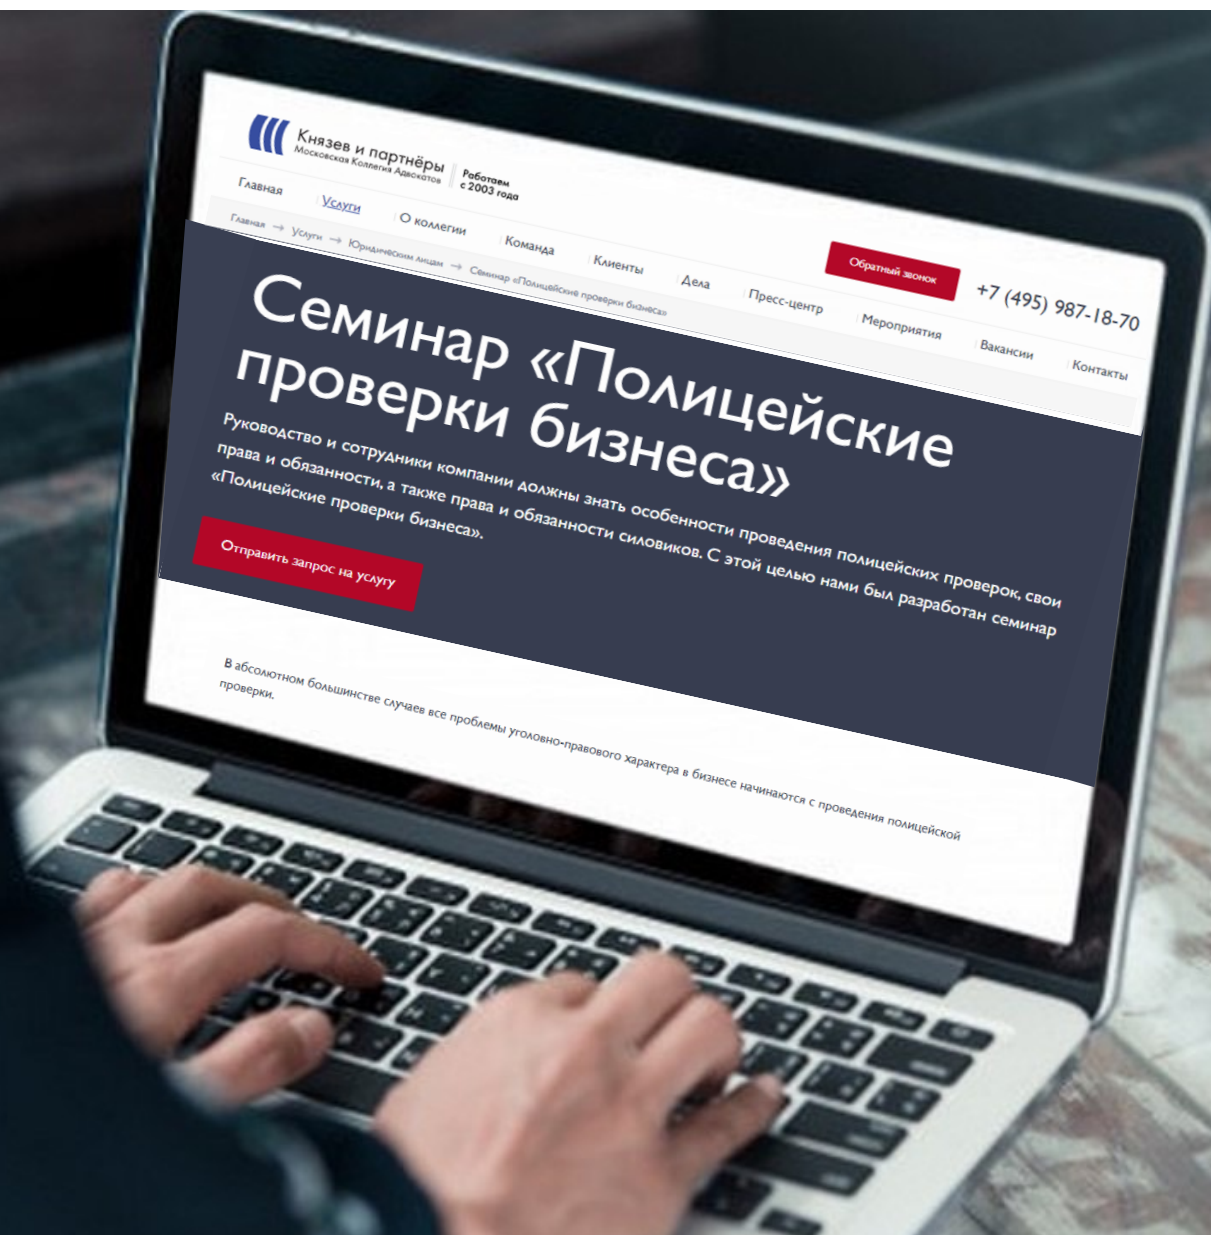 Князев и партнёры
Московская Коллегия Адвокатов
Работаем
с 2003 года
Обратный звонок
+7 (495) 987-18-70
Главная
Услуги
О коллегии
Команда
Клиенты
Дела
Пресс-центр
Мероприятия
Вакансии
Контакты
Главная → Услуги → Юридическим лицам → Семинар «Полицейские проверки бизнеса»
Семинар «Полицейские
проверки бизнеса»
Руководство и сотрудники компании должны знать особенности проведения полицейских проверок, свои
права и обязанности, а также права и обязанности силовиков. С этой целью нами был разработан семинар
«Полицейские проверки бизнеса».
Отправить запрос на услугу
В абсолютном большинстве случаев все проблемы уголовно-правового характера в бизнесе начинаются с проведения полицейской
проверки.